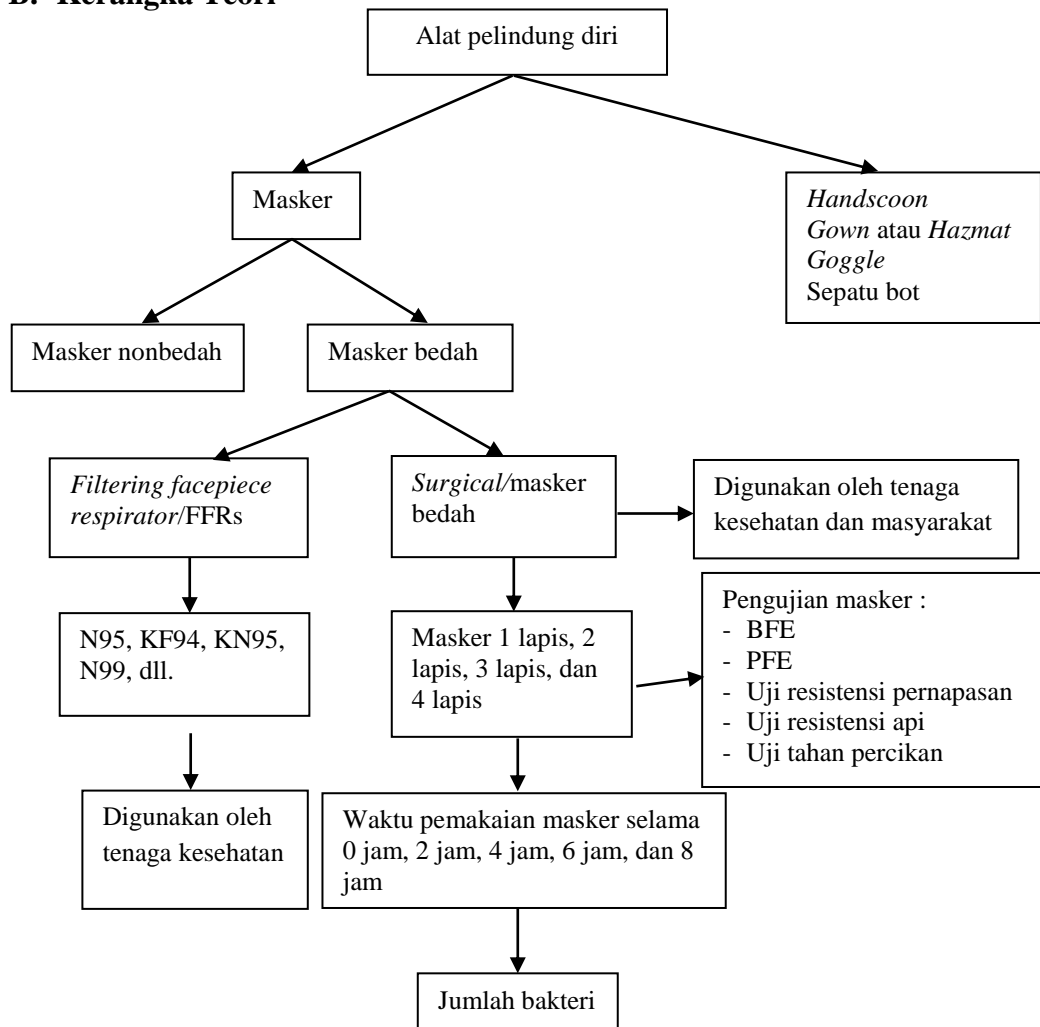 B. Kerangka Teori
Alat pelindung diri
Masker
Handscoon
Gown atau Hazmat
Goggle
Sepatu bot
Masker nonbedah
Masker bedah
Filtering facepiece
respirator/FFRs
Surgical/masker
bedah
Digunakan oleh tenaga
kesehatan dan masyarakat
N95, KF94, KN95,
N99, dll.
Masker 1 lapis, 2
lapis, 3 lapis, dan
4 lapis
Pengujian masker :
- BFE
- PFE
- Uji resistensi pernapasan
- Uji resistensi api
- Uji tahan percikan
Digunakan oleh
tenaga kesehatan
Waktu pemakaian masker selama
0 jam, 2 jam, 4 jam, 6 jam, dan 8
jam
Jumlah bakteri